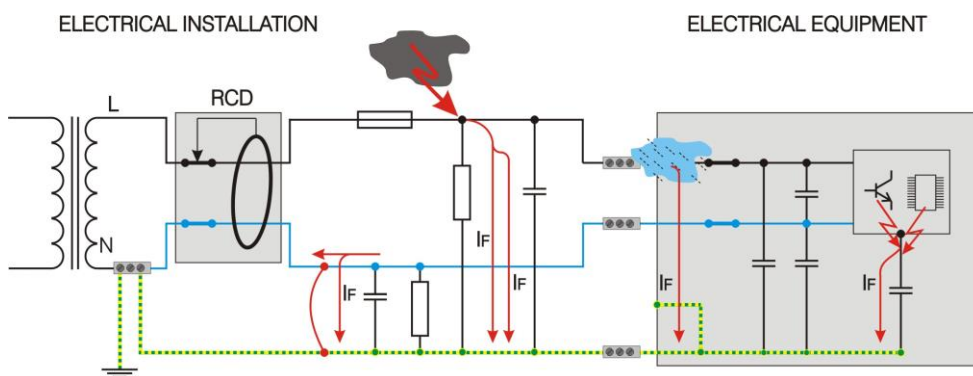 ELECTRICAL INSTALLATION
ELECTRICAL EQUIPMENT
L
RCD
N
IF
IF
IF
IF
IF